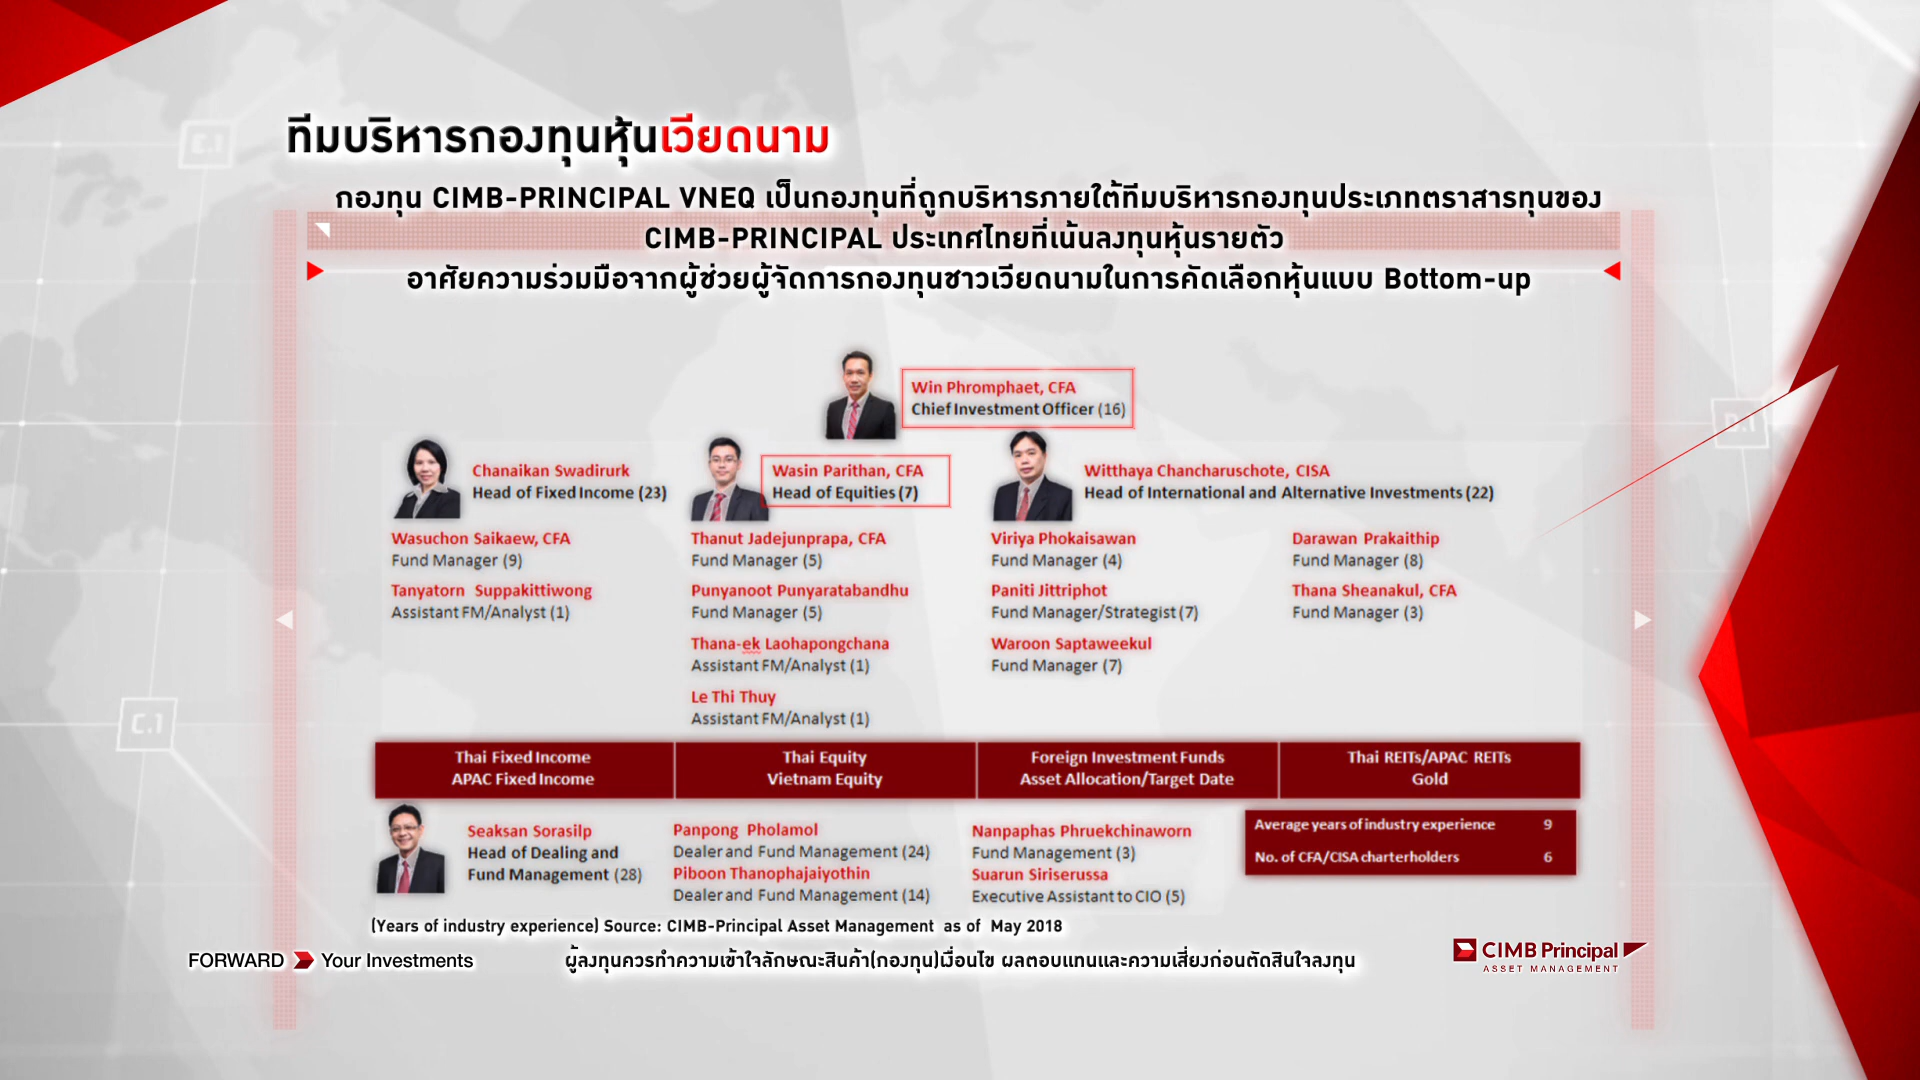 ทีมบริหารกองทุนหุ้นเวียดนาม
กองทุน CIMB-PRINCIPAL VNEQ เป็นกองทุนที่ถูกบริหารภายใต้ทีมบริหารกองทุนประเภทตราสารทุนของ
CIMB-PRINCIPAL ประเทศไทยที่เน้นลงทุนหุ้นรายตัว
อาศัยความร่วมมือจากผู้ช่วยผู้จัดการกองทุนชาวเวียดนามในการคัดเลือกหุ้นแบบ Bottom-up
Win Phromphaet, CFA
Chief Investment Officer (16)
Chanaikan Swadirurk
Head of Fixed Income (23)
Wasin Parithan, CFA
Head of Equities (7)
Witthaya Chancharuschote, CISA
Head of International and Alternative Investments (22)
Wasuchon Saikaew, CFA
Fund Manager (9)
Tanyatorn Suppakittiwong
Assistant FM/Analyst (1)
Thanut Jadejunprapa, CFA
Fund Manager (5)
Punyanoot Punyaratabandhu
Fund Manager (5)
Thana-ek Laohapongchana
Assistant FM/Analyst (1)
Le Thi Thuy
Assistant FM/Analyst (1)
Viriya Phokaisawan
Fund Manager (4)
Paniti Jittriphot
Fund Manager/Strategist (7)
Waroon Saptaweekul
Fund Manager (7)
Darawan Prakaithip
Fund Manager (8)
Thana Sheanakul, CFA
Fund Manager (3)
Thai Fixed Income
APAC Fixed Income
Thai Equity
Vietnam Equity
Foreign Investment Funds
Asset Allocation/Target Date
Thai REITs/APAC REITs
Gold
Seaksan Sorasilp
Head of Dealing and
Fund Management (28)
Panpong Pholamol
Dealer and Fund Management (24)
Piboon Thanophajaiyothin
Dealer and Fund Management (14)
Nanpaphas Phruekchinaworn
Fund Management (3)
Suarun Siriserussa
Executive Assistant to CIO (5)
Average years of industry experience 9
No. of CFA/CISA charterholders 6
(Years of industry experience) Source: CIMB-Principal Asset Management as of May 2018
FORWARD Your Investments
ผู้ลงทุนควรทำความเข้าใจลักษณะสินค้า(กองทุน)เงื่อนไข ผลตอบแทนและความเสี่ยงก่อนตัดสินใจลงทุน
CIMB Principal
ASSET MANAGEMENT
C.1
C.1
D.1